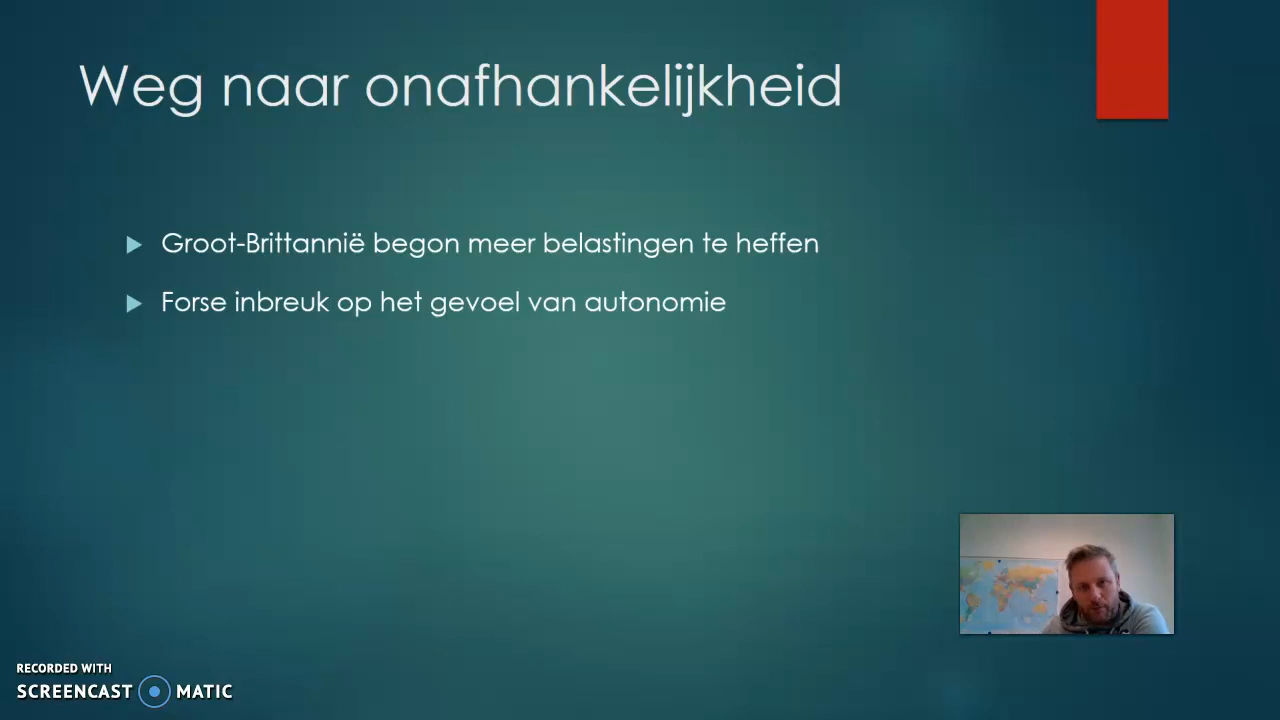 Weg naar onafhankelijkheid
Groot-Brittannië begon meer belastingen te heffen
Forse inbreuk op het gevoel van autonomie
RECORDED WITH
SCREENCAST MATIC